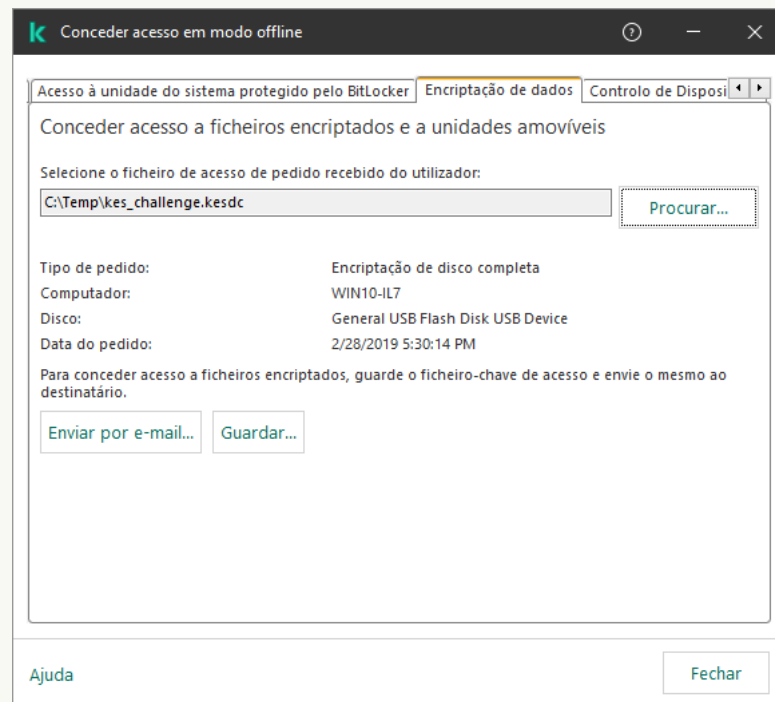 Conceder acesso em modo offline
Acesso à unidade do sistema protegido pelo BitLocker Encriptação de dados Controlo de Disposi
Conceder acesso a ficheiros encriptados e a unidades amovíveis
Selecione o ficheiro de acesso de pedido recebido do utilizador:
C:\Temp\kes_challenge.kesdc Procurar...
Tipo de pedido: Encriptação de disco completa
Computador: WIN10-IL7
Disco: General USB Flash Disk USB Device
Data do pedido: 2/28/2019 5:30:14 PM
Para conceder acesso a ficheiros encriptados, guarde o ficheiro-chave de acesso e envie o mesmo ao
destinatário.
Enviar por e-mail... Guardar...
Ajuda Fechar